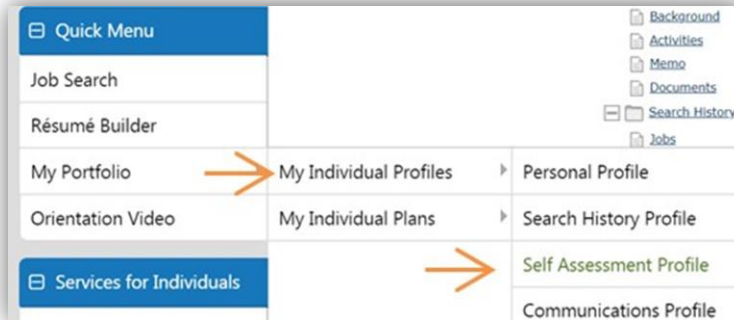 Quick Menu
Job Search
Résumé Builder
My Portfolio
Orientation Video
Services for Individuals
My Individual Profiles
My Individual Plans
Background
Activities
Memo
Documents
Search History
Jobs
Personal Profile
Search History Profile
Self Assessment Profile
Communications Profile